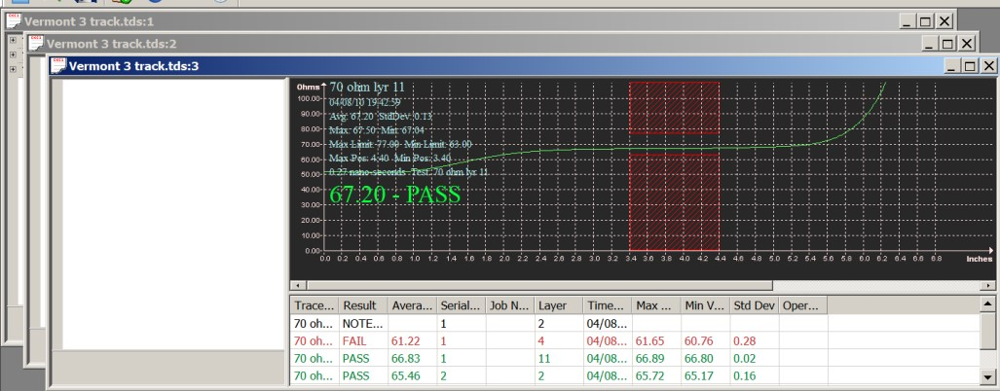 Vermont 3 track.tds:1
Vermont 3 track.tds:2
Vermont 3 track.tds:3
Ohms
70 ohm lyr 11
04/08/10 19:42:59
Avg: 67.20 StdDev: 0.13
Max: 67.50 Min: 67.04
Max Limit: 77.00 Min Limit: 63.00
Max Pos: 4.40 Min Pos: 3.40
0.27 nano-seconds Test: 70 ohm lyr 11
67.20 - PASS
100.00
90.00
80.00
70.00
60.00
50.00
40.00
30.00
20.00
10.00
0.00
0.0 0.2 0.4 0.6 0.8 1.0 1.2 1.4 1.6 1.8 2.0 2.2 2.4 2.6 2.8 3.0 3.2 3.4 3.6 3.8 4.0 4.2 4.4 4.6 4.8 5.0 5.2 5.4 5.6 5.8 6.0 6.2 6.4 6.6 6.8 Inches
Trace... Result Avera... Serial... Job N... Layer Time... Max ... Min V... Std Dev Oper...
70 oh... NOTE... 1 2 04/08...
70 oh... FAIL 61.22 1 4 04/08... 61.65 60.76 0.28
70 oh... PASS 66.83 1 11 04/08... 66.89 66.80 0.02
70 oh... PASS 65.46 2 2 04/08... 65.72 65.17 0.16